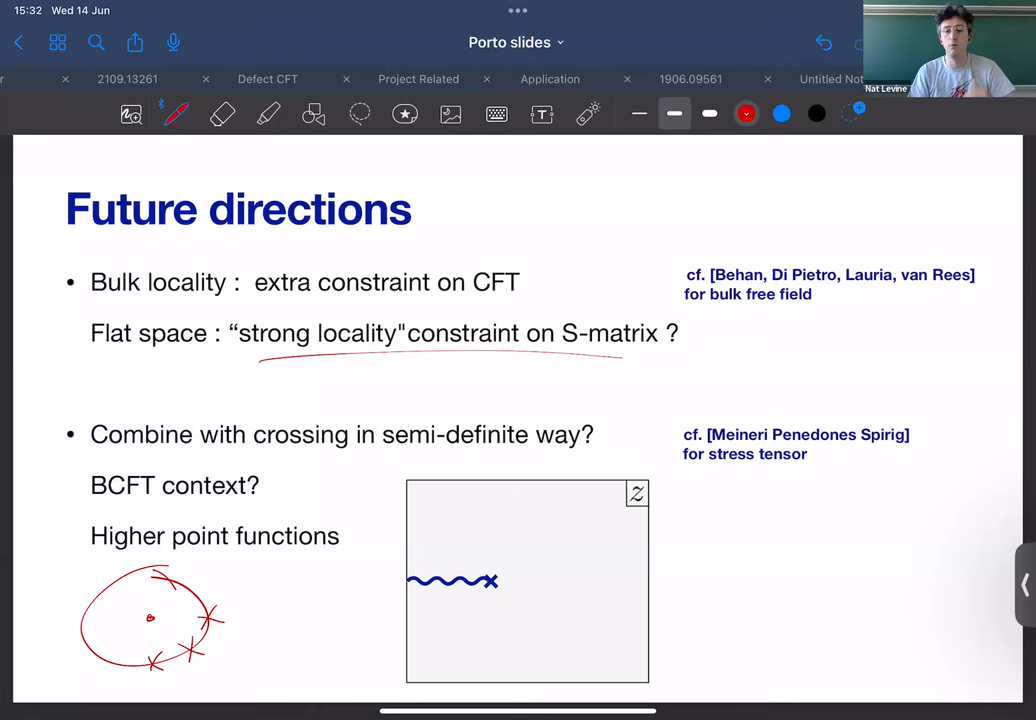 15:32 Wed 14 Jun
Porto slides
r
2109.13261
Defect CFT
Project Related
Application
1906.09561
Untitled Not
Nat Levine
Future directions
• Bulk locality : extra constraint on CFT
cf. [Behan, Di Pietro, Lauria, van Rees]
for bulk free field
Flat space : “strong locality"constraint on S-matrix ?
• Combine with crossing in semi-definite way?
cf. [Meineri Penedones Spirig]
for stress tensor
BCFT context?
z
Higher point functions